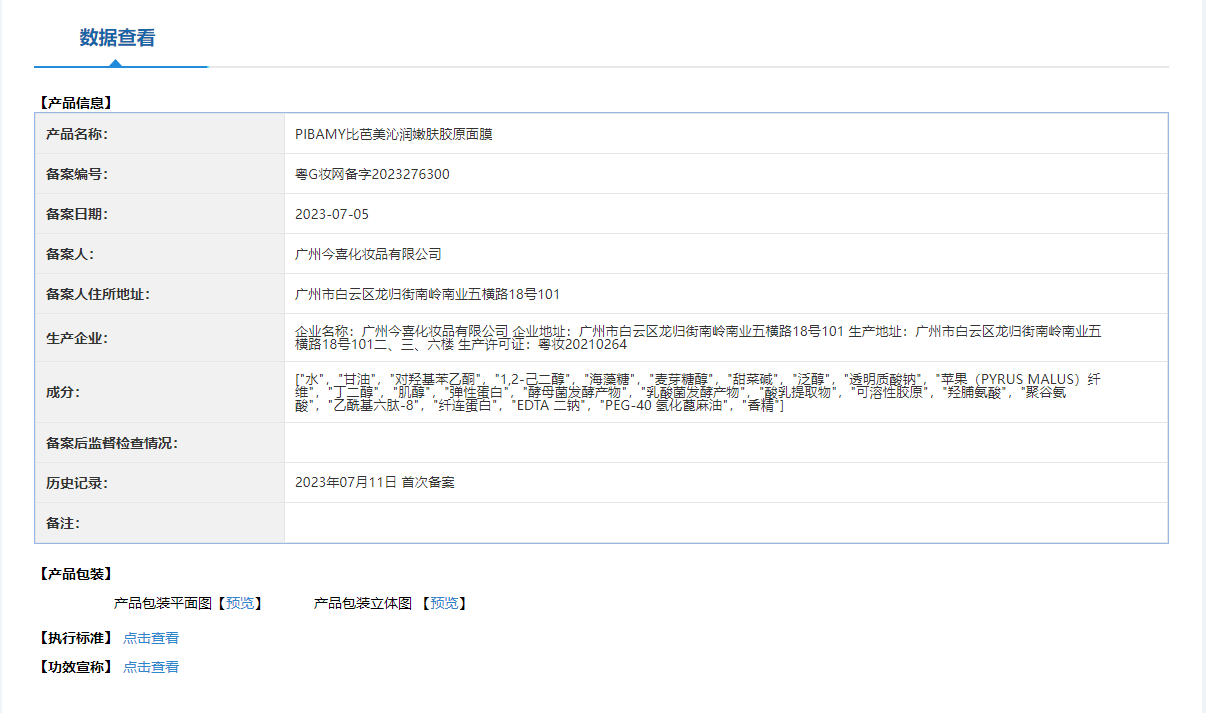 数据查看
【产品信息】
产品名称： PIBAMY比芭美沁润嫩肤胶原面膜
备案编号： 粤G妆网备字2023276300
备案日期： 2023-07-05
备案人： 广州今喜化妆品有限公司
备案人住所地址： 广州市白云区龙归街南岭南业五横路18号101
生产企业： 企业名称：广州今喜化妆品有限公司 企业地址：广州市白云区龙归街南岭南业五横路18号101 生产地址：广州市白云区龙归街南岭南业五
横路18号101二、三、六楼 生产许可证：粤妆20210264
成分： ["水"，"甘油"，"对羟基苯乙酮"，"1,2-己二醇"，"海藻糖"，"麦芽糖醇"，"甜菜碱"，"泛醇"，"透明质酸钠"，"苹果（PYRUS MALUS）纤
维"，"丁二醇"，"肌醇"，"弹性蛋白"，"酵母菌发酵产物"，"乳酸菌发酵产物"，"酸乳提取物"，"可溶性胶原"，"羟脯氨酸"，"聚谷氨
酸"，"乙酰基六肽-8"，"纤连蛋白"，"EDTA 二钠"，"PEG-40 氢化蓖麻油"，"香精"]
备案后监督检查情况：
历史记录： 2023年07月11日 首次备案
备注：
【产品包装】
产品包装平面图【预览】 产品包装立体图 【预览】
【执行标准】 点击查看
【功效宣称】 点击查看